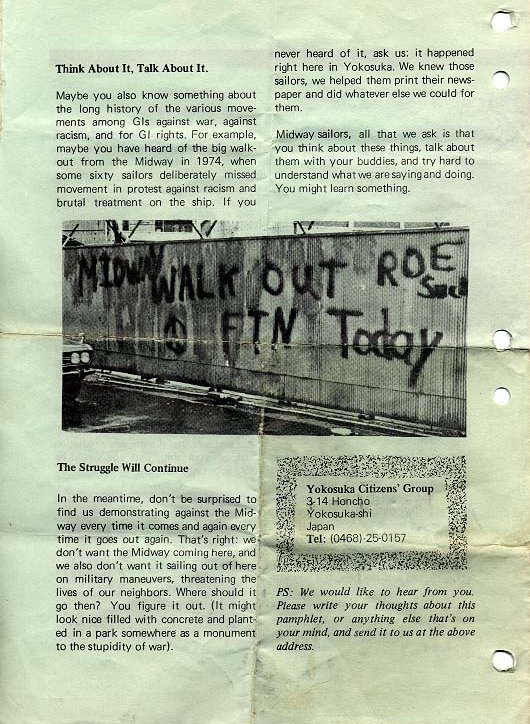 Think About It, Talk About It.
Maybe you also know something about
the long history of the various move-
ments among GIs against war, against
racism, and for GI rights. For example,
maybe you have heard of the big walk-
out from the Midway in 1974, when
some sixty sailors deliberately missed
movement in protest against racism and
brutal treatment on the ship. If you
never heard of it, ask us: it happened
right here in Yokosuka. We knew those
sailors, we helped them print their news-
paper and did whatever else we could for
them.
Midway sailors, all that we ask is that
you think about these things, talk about
them with your buddies, and try hard to
understand what we are saying and doing.
You might learn something.
MIDWAY WALK OUT ROE
FTN Today
The Struggle Will Continue
In the meantime, don't be surprised to
find us demonstrating against the Mid-
way every time it comes and again every
time it goes out again. That's right: we
don't want the Midway coming here, and
we also don't want it sailing out of here
on military maneuvers, threatening the
lives of our neighbors. Where should it
go then? You figure it out. (It might
look nice filled with concrete and plant-
ed in a park somewhere as a monument
to the stupidity of war).
Yokosuka Citizens' Group
3-14 Honcho
Yokosuka-shi
Japan
Tel: (0468)-25-0157
PS: We would like to hear from you.
Please write your thoughts about this
pamphlet, or anything else that's on
your mind, and send it to us at the above
address.